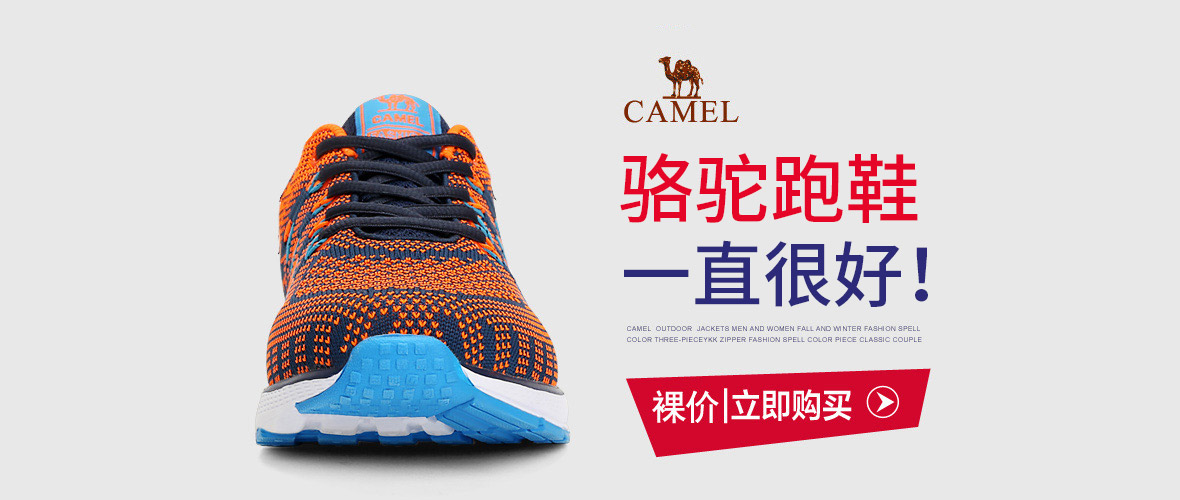 CAMEL
CAMEL
骆驼跑鞋
一直很好！
CAMEL OUTDOOR JACKETS MEN AND WOMEN FALL AND WINTER FASHION SPELL
COLOR THREE-PIECEYKK ZIPPER FASHION SPELL COLOR PIECE CLASSIC COUPLE
裸价|立即购买